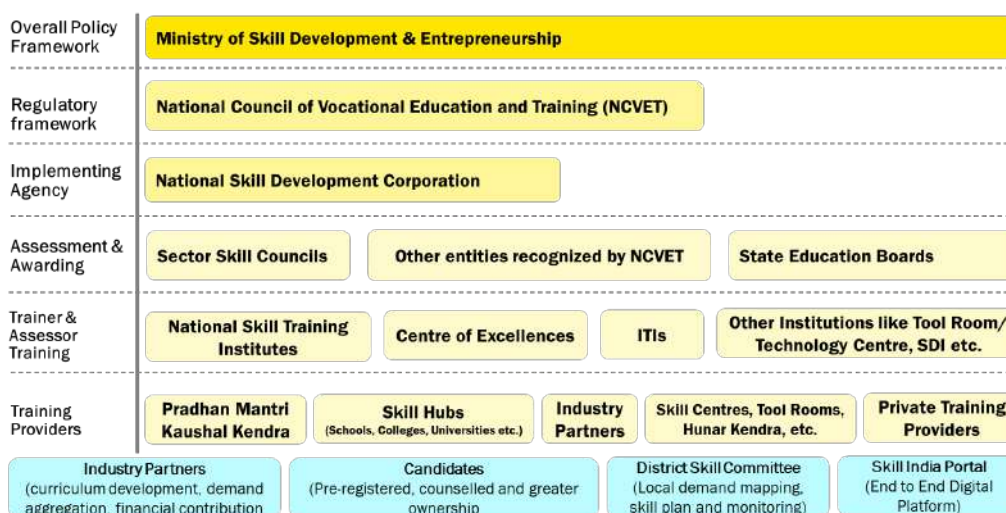 Overall Policy
Framework
Ministry of Skill Development & Entrepreneurship
Regulatory
framework
National Council of Vocational Education and Training (NCVET)
Implementing
Agency
National Skill Development Corporation
Assessment &
Awarding
Sector Skill Councils
Other entities recognized by NCVET
State Education Boards
Trainer &
Assessor
Training
National Skill Training
Institutes
Centre of Excellences
ITIs
Other Institutions like Tool Room/
Technology Centre, SDI etc.
Training
Providers
Pradhan Mantri
Kaushal Kendra
Skill Hubs
(Schools, Colleges, Universities etc.)
Industry
Partners
Skill Centres, Tool Rooms,
Hunar Kendra, etc.
Private Training
Providers
Industry Partners
(curriculum development, demand
aggregation, financial contribution
Candidates
(Pre-registered, counselled and greater
ownership
District Skill Committee
(Local demand mapping,
skill plan and monitoring)
Skill India Portal
(End to End Digital
Platform)